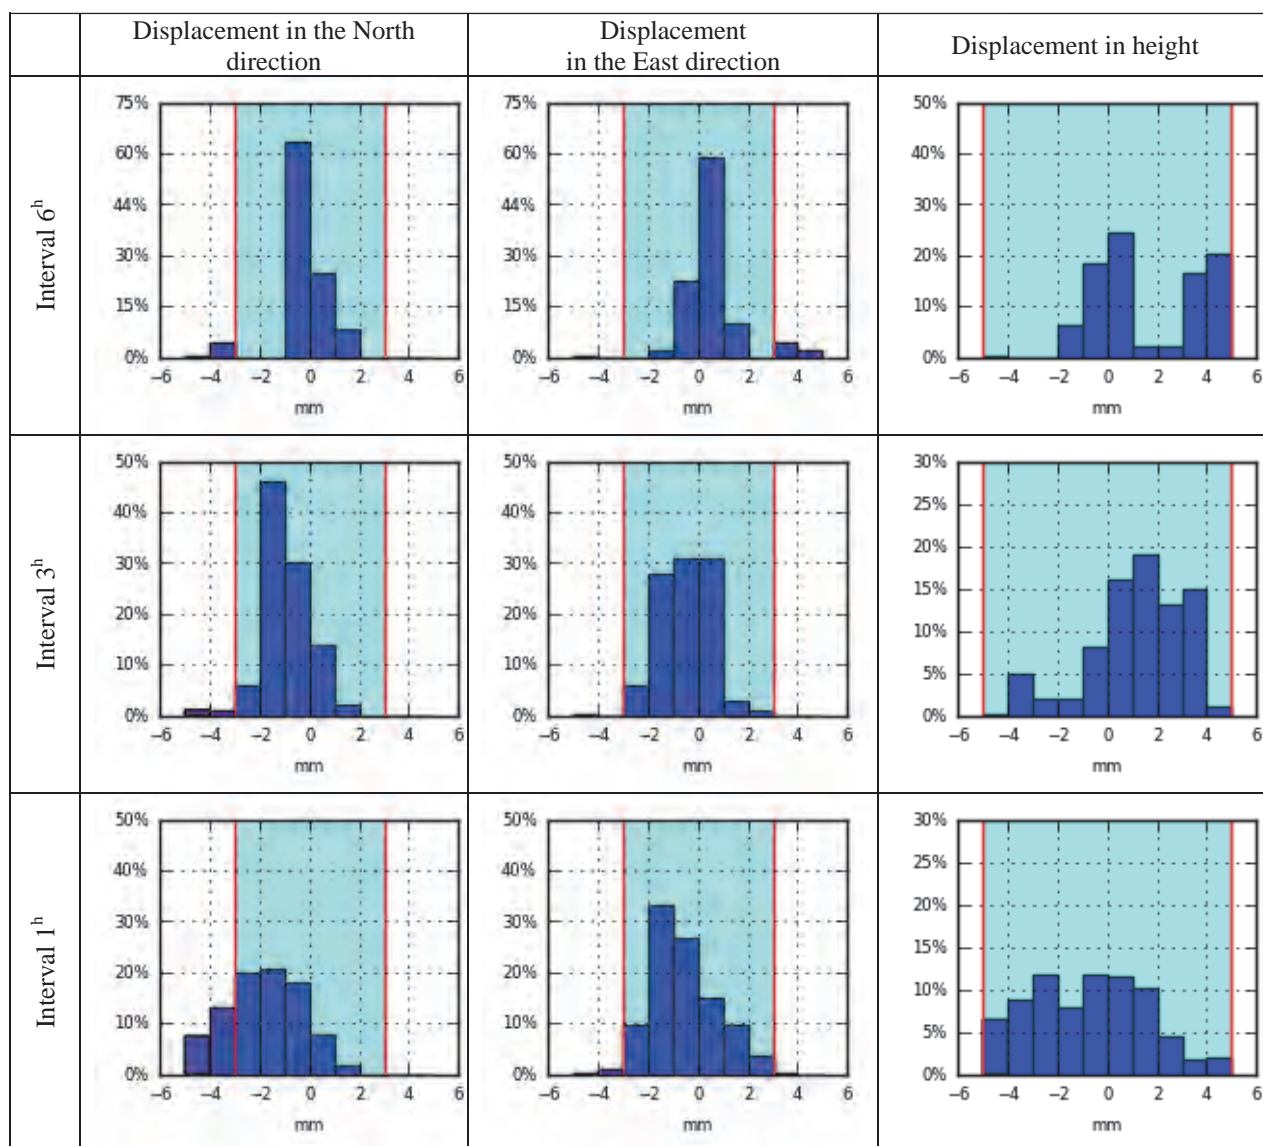 Displacement in the North
direction
Displacement
in the East direction
Displacement in height
Interval 6h
75%
60%
44%
30%
15%
0%
−6 −4 −2 0 2 4 6
mm
75%
60%
44%
30%
15%
0%
−6 −4 −2 0 2 4 6
mm
50%
40%
30%
20%
10%
0%
−6 −4 −2 0 2 4 6
mm
Interval 3h
50%
40%
30%
20%
10%
0%
−6 −4 −2 0 2 4 6
mm
50%
40%
30%
20%
10%
0%
−6 −4 −2 0 2 4 6
mm
30%
25%
20%
15%
10%
5%
0%
−6 −4 −2 0 2 4 6
mm
Interval 1h
50%
40%
30%
20%
10%
0%
−6 −4 −2 0 2 4 6
mm
50%
40%
30%
20%
10%
0%
−6 −4 −2 0 2 4 6
mm
30%
25%
20%
15%
10%
5%
0%
−6 −4 −2 0 2 4 6
mm